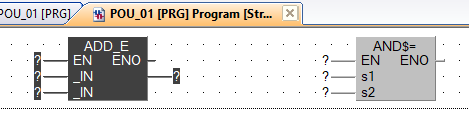 POU_01 [PRG]
POU_01 [PRG] Program [Str...
ADD_E
? EN ENO
? _IN ?
? _IN
AND$=
? EN ENO
? s1
? s2